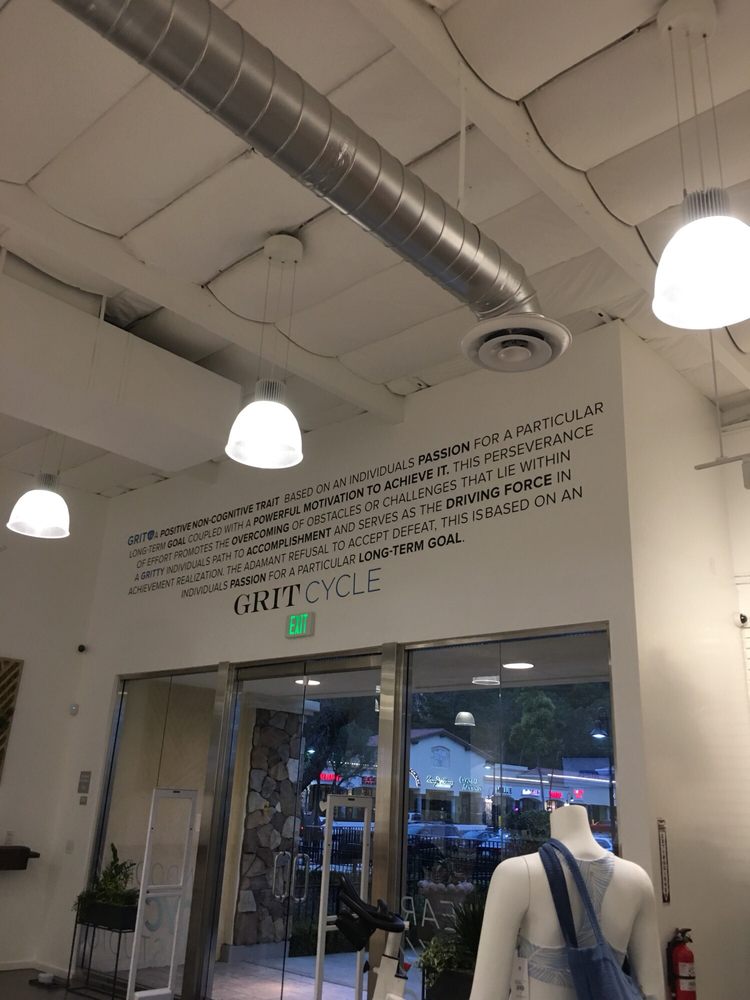 GRIT A POSITIVE NON-COGNITIVE TRAIT BASED ON AN INDIVIDUALS PASSION FOR A PARTICULAR
LONG-TERM GOAL COUPLED WITH A POWERFUL MOTIVATION TO ACHIEVE IT. THIS PERSEVERANCE
OF EFFORT PROMOTES THE OVERCOMING OF OBSTACLES OR CHALLENGES THAT LIE WITHIN
A GRITTY INDIVIDUALS PATH TO ACCOMPLISHMENT AND SERVES AS THE DRIVING FORCE IN
ACHIEVEMENT REALIZATION. THE ADAMANT REFUSAL TO ACCEPT DEFEAT, THIS IS BASED ON AN
INDIVIDUALS PASSION FOR A PARTICULAR LONG-TERM GOAL.
GRIT CYCLE
EXIT